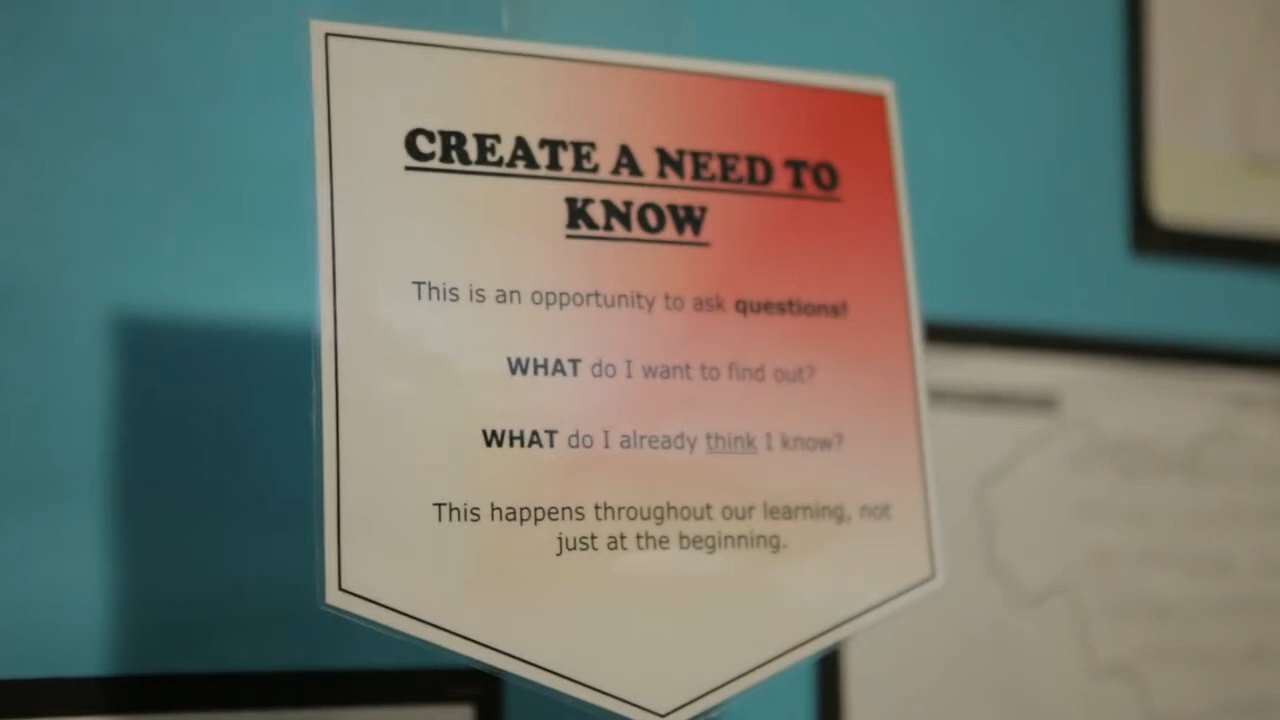 CREATE A NEED TO
KNOW
This is an opportunity to ask questions!
WHAT do I want to find out?
WHAT do I already think I know?
This happens throughout our learning, not
just at the beginning.